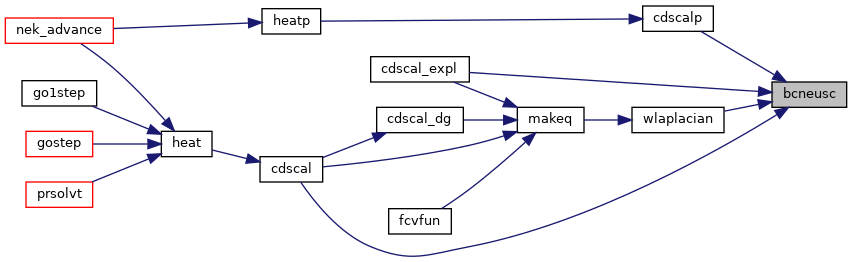 nek_advance
heatp
cdscalp
go1step
cdscal_expl
bcneusc
cdscal_dg
makeq
wlaplacian
gostep
heat
cdscal
prsolvt
fcvfun